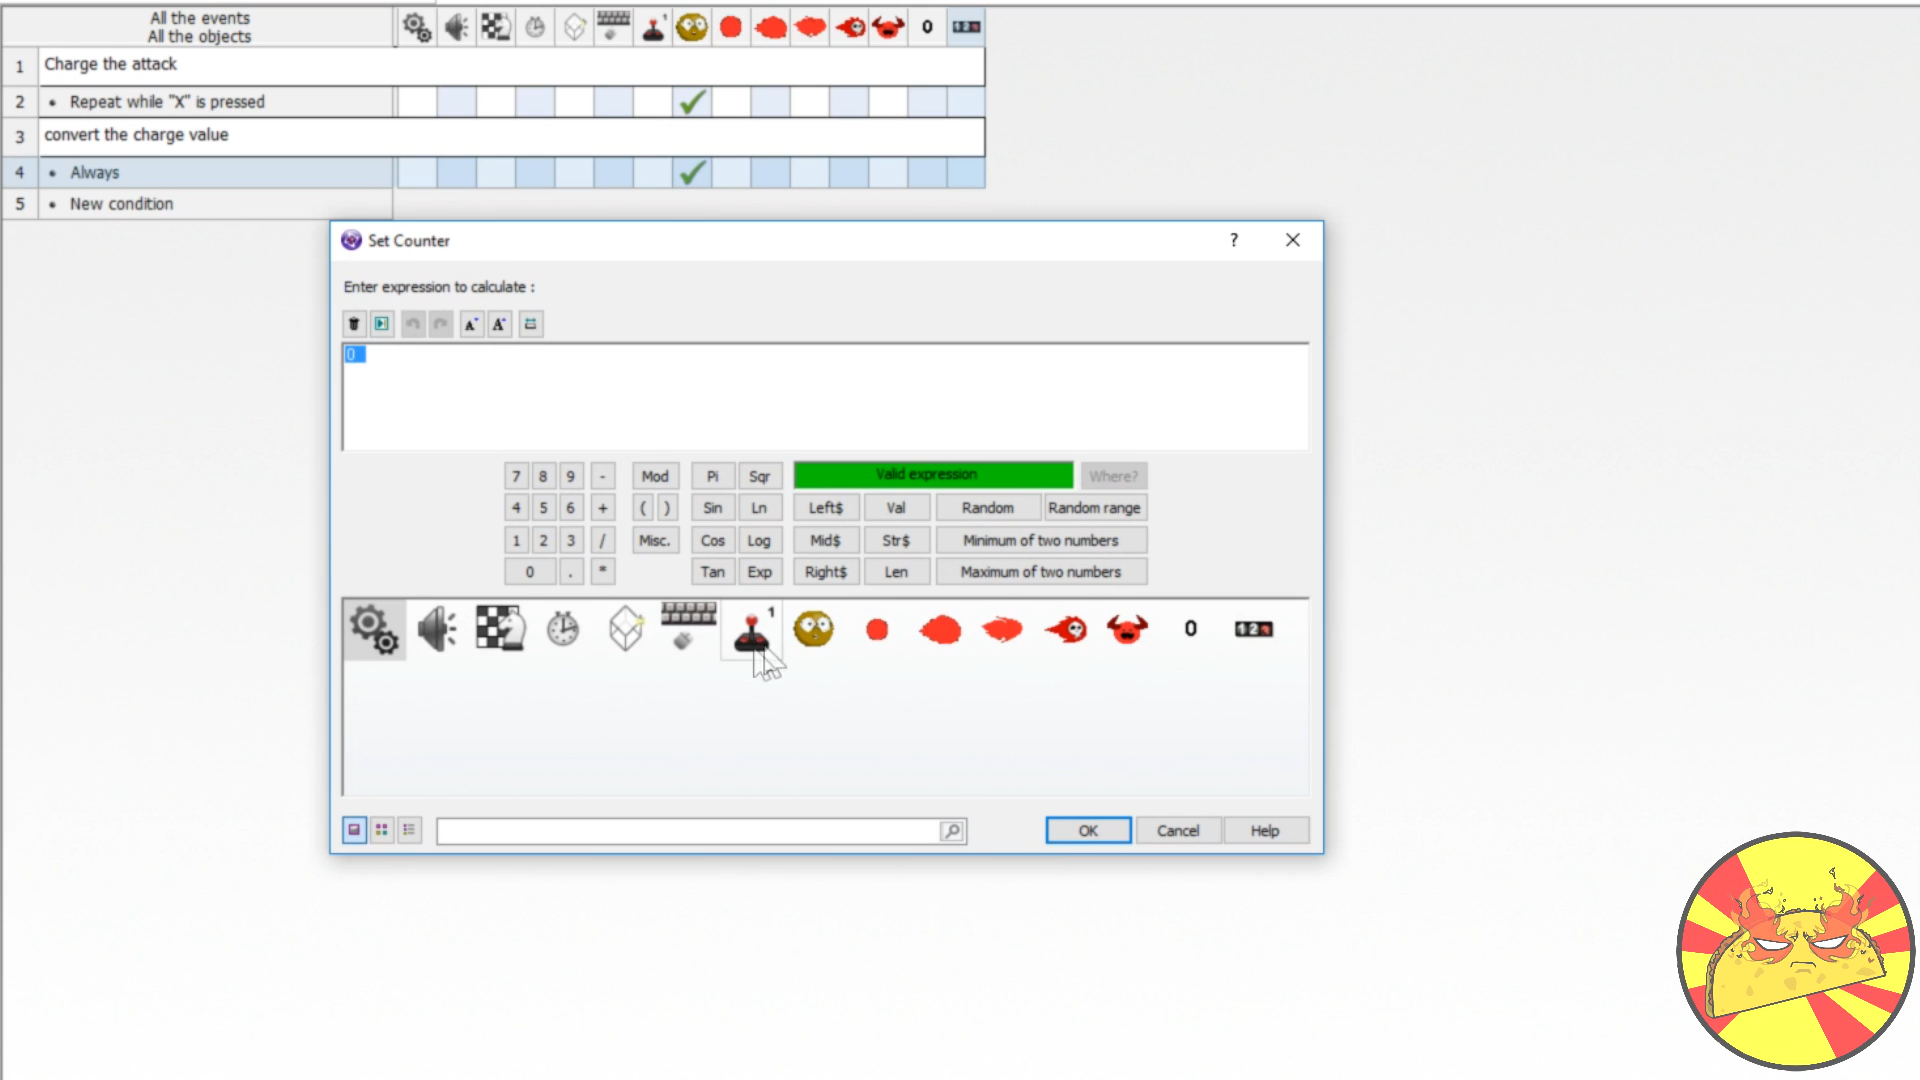 All the events
All the objects
0
1 Charge the attack
2 • Repeat while "X" is pressed
3 convert the charge value
4 • Always
5 • New condition
Set Counter ?
Enter expression to calculate :
A A
0
7 8 9 - Mod Pi Sqr Valid expression Where?
4 5 6 + ( ) Sin Ln Left$ Val Random Random range
1 2 3 / Misc. Cos Log Mid$ Str$ Minimum of two numbers
0 . * Tan Exp Right$ Len Maximum of two numbers
1 0 123
OK Cancel Help